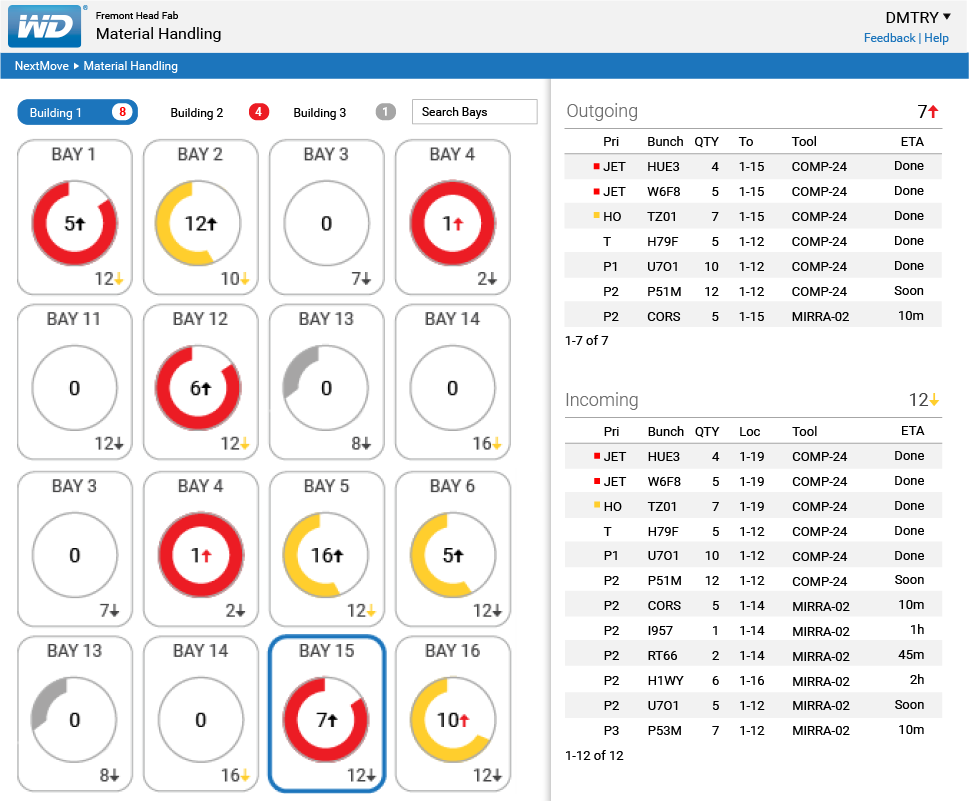 WD® Fremont Head Fab
Material Handling
DMTRY ▼
Feedback | Help
NextMove ▸ Material Handling
Building 1 8 Building 2 4 Building 3 1 Search Bays
BAY 1 BAY 2 BAY 3 BAY 4
5↑ 12↑ 0 1↑
12↓ 10↓ 7↓ 2↓
BAY 11 BAY 12 BAY 13 BAY 14
0 6↑ 0 0
12↓ 12↓ 8↓ 16↓
BAY 3 BAY 4 BAY 5 BAY 6
0 1↑ 16↑ 5↑
7↓ 2↓ 12↓ 12↓
BAY 13 BAY 14 BAY 15 BAY 16
0 0 7↑ 10↑
8↓ 16↓ 12↓ 12↓
Outgoing 7↑
Pri Bunch QTY To Tool ETA
JET HUE3 4 1-15 COMP-24 Done
JET W6F8 5 1-15 COMP-24 Done
HO TZ01 7 1-15 COMP-24 Done
T H79F 5 1-12 COMP-24 Done
P1 U7O1 10 1-12 COMP-24 Done
P2 P51M 12 1-12 COMP-24 Soon
P2 CORS 5 1-15 MIRRA-02 10m
1-7 of 7
Incoming 12↓
Pri Bunch QTY Loc Tool ETA
JET HUE3 4 1-19 COMP-24 Done
JET W6F8 5 1-19 COMP-24 Done
HO TZ01 7 1-19 COMP-24 Done
T H79F 5 1-12 COMP-24 Done
P1 U7O1 10 1-12 COMP-24 Done
P2 P51M 12 1-12 COMP-24 Soon
P2 CORS 5 1-14 MIRRA-02 10m
P2 I957 1 1-14 MIRRA-02 1h
P2 RT66 2 1-14 MIRRA-02 45m
P2 H1WY 6 1-16 MIRRA-02 2h
P2 U7O1 5 1-12 MIRRA-02 Soon
P3 P53M 7 1-12 MIRRA-02 10m
1-12 of 12